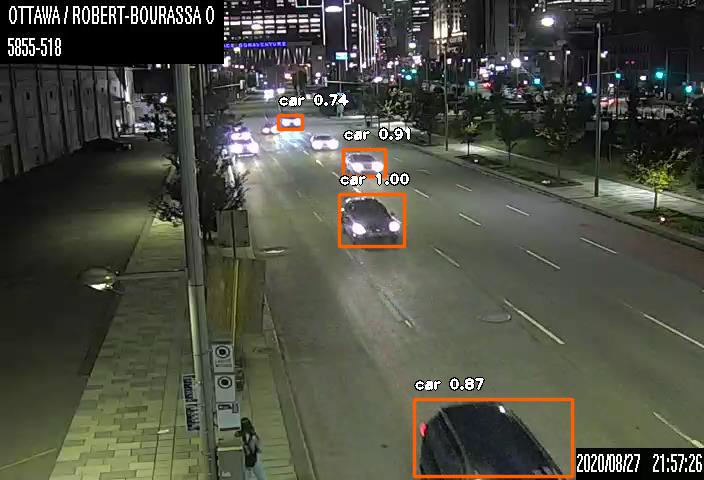 OTTAWA / ROBERT-BOURASSA O
5855-518
BONAVENTURE
car 0.74
car 0.91
car 1.00
car 0.87
2020/08/27 21:57:26